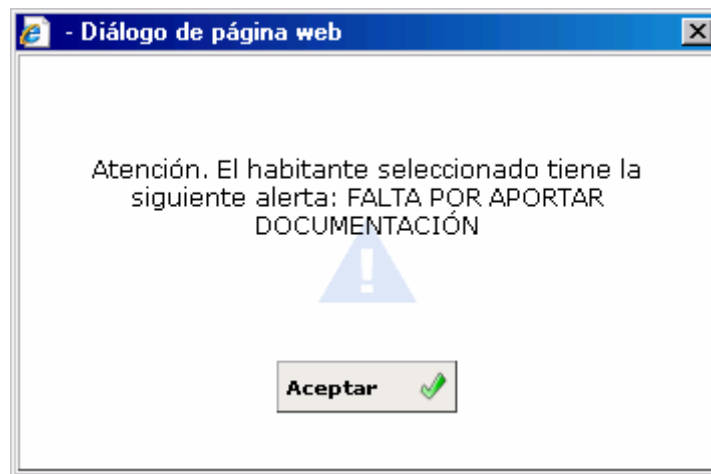 - Diálogo de página web
Atención. El habitante seleccionado tiene la
siguiente alerta: FALTA POR APORTAR
DOCUMENTACIÓN
Aceptar